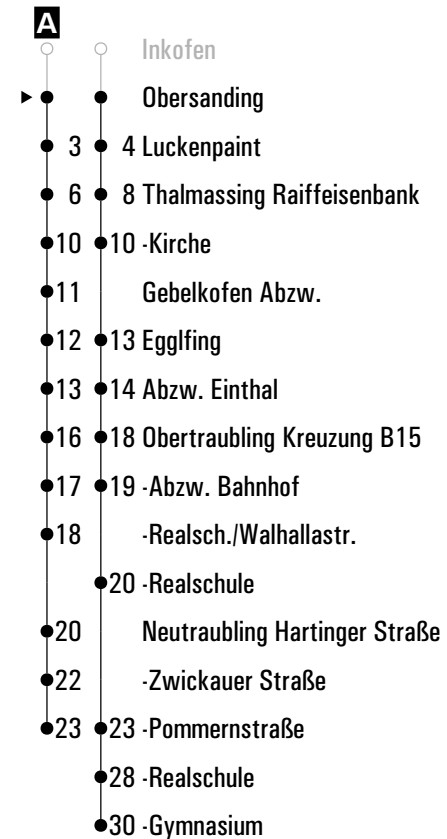 A
Inkofen
Obersanding
3 4 Luckenpaint
6 8 Thalmassing Raiffeisenbank
10 10 -Kirche
11 Gebelkofen Abzw.
12 13 Egglfing
13 14 Abzw. Einthal
16 18 Obertraubling Kreuzung B15
17 19 -Abzw. Bahnhof
18 -Realsch./Walhallastr.
20 -Realschule
20 Neutraubling Hartinger Straße
22 -Zwickauer Straße
23 23 -Pommernstraße
28 -Realschule
30 -Gymnasium